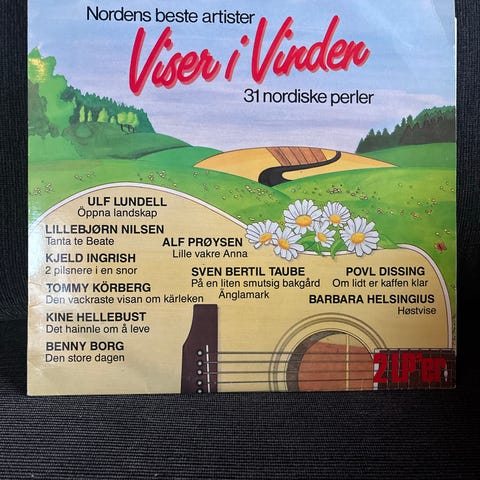 Nordens beste artister
Viser i Vinden
31 nordiske perler
ULF LUNDELL
Öppna landskap
LILLEBJØRN NILSEN
Tanta te Beate
KJELD INGRISH
2 pilsnere i en snor
TOMMY KÖRBERG
Den vackraste visan om kärleken
KINE HELLEBUST
Det hainnle om å leve
BENNY BORG
Den store dagen
ALF PRØYSEN
Lille vakre Anna
SVEN BERTIL TAUBE
På en liten smutsig bakgård
Änglamark
POVL DISSING
Om lidt er kaffen klar
BARBARA HELSINGIUS
Høstvise
2 LP'er